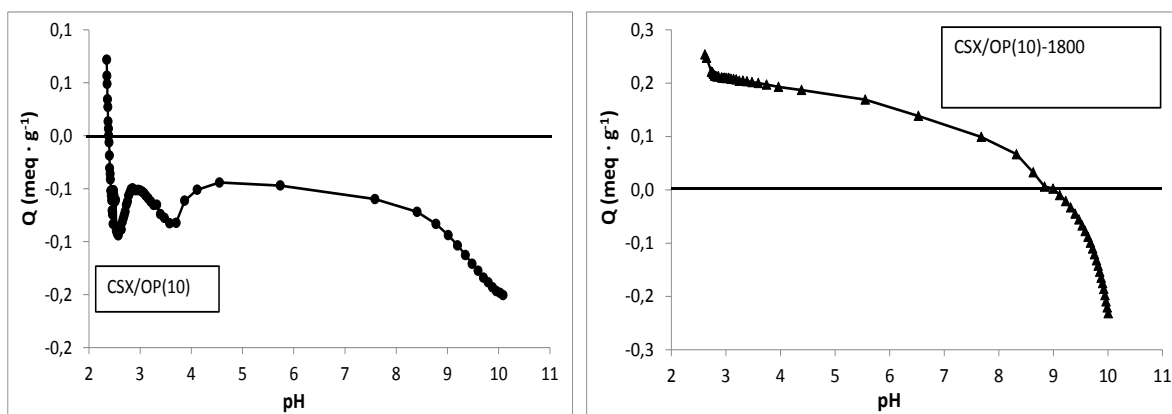 0,1
0,1
0,0
-0,1
-0,1
-0,2
-0,2
Q (meq · g⁻¹)
CSX/OP(10)
2 3 4 5 6 7 8 9 10 11
pH
0,3
0,2
0,1
0,0
-0,1
-0,2
-0,3
Q (meq · g⁻¹)
CSX/OP(10)-1800
2 3 4 5 6 7 8 9 10 11
pH